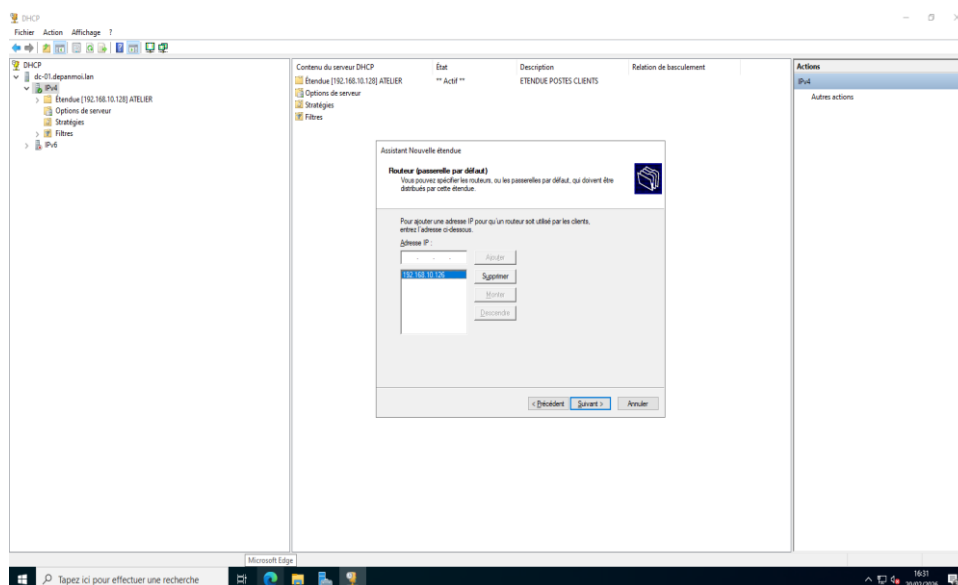 DHCP
Fichier Action Affichage ?
DHCP
dc-01.depanmoi.lan
IPv4
Étendue [192.168.10.128] ATELIER
Options de serveur
Stratégies
Filtres
IPv6
Contenu du serveur DHCP État Description Relation de basculement
Étendue [192.168.10.128] ATELIER ** Actif ** ETENDUE POSTES CLIENTS
Options de serveur
Stratégies
Filtres
Actions
IPv4
Autres actions
Assistant Nouvelle étendue
Routeur (passerelle par défaut)
Vous pouvez spécifier les routeurs, ou les passerelles par défaut, qui doivent être
distribués par cette étendue.
Pour ajouter une adresse IP pour qu'un routeur soit utilisé par les clients,
entrez l'adresse ci-dessous.
Adresse IP :
Ajouter
192.168.10.126 Supprimer
Monter
Descendre
< Précédent Suivant > Annuler
Microsoft Edge
Tapez ici pour effectuer une recherche
16:31